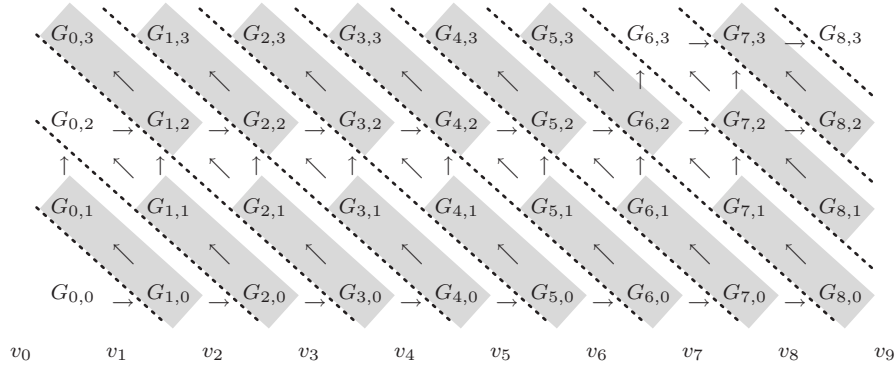 G0,3 G1,3 G2,3 G3,3 G4,3 G5,3 G6,3 → G7,3 → G8,3
↖ ↖ ↖ ↖ ↖ ↖ ↑ ↖ ↑ ↖
G0,2 → G1,2 → G2,2 → G3,2 → G4,2 → G5,2 → G6,2 → G7,2 → G8,2
↑ ↖ ↑ ↖ ↑ ↖ ↑ ↖ ↑ ↖ ↑ ↖ ↑ ↖ ↑ ↖
G0,1 G1,1 G2,1 G3,1 G4,1 G5,1 G6,1 G7,1 G8,1
↖ ↖ ↖ ↖ ↖ ↖ ↖ ↖
G0,0 → G1,0 → G2,0 → G3,0 → G4,0 → G5,0 → G6,0 → G7,0 → G8,0
v0 v1 v2 v3 v4 v5 v6 v7 v8 v9